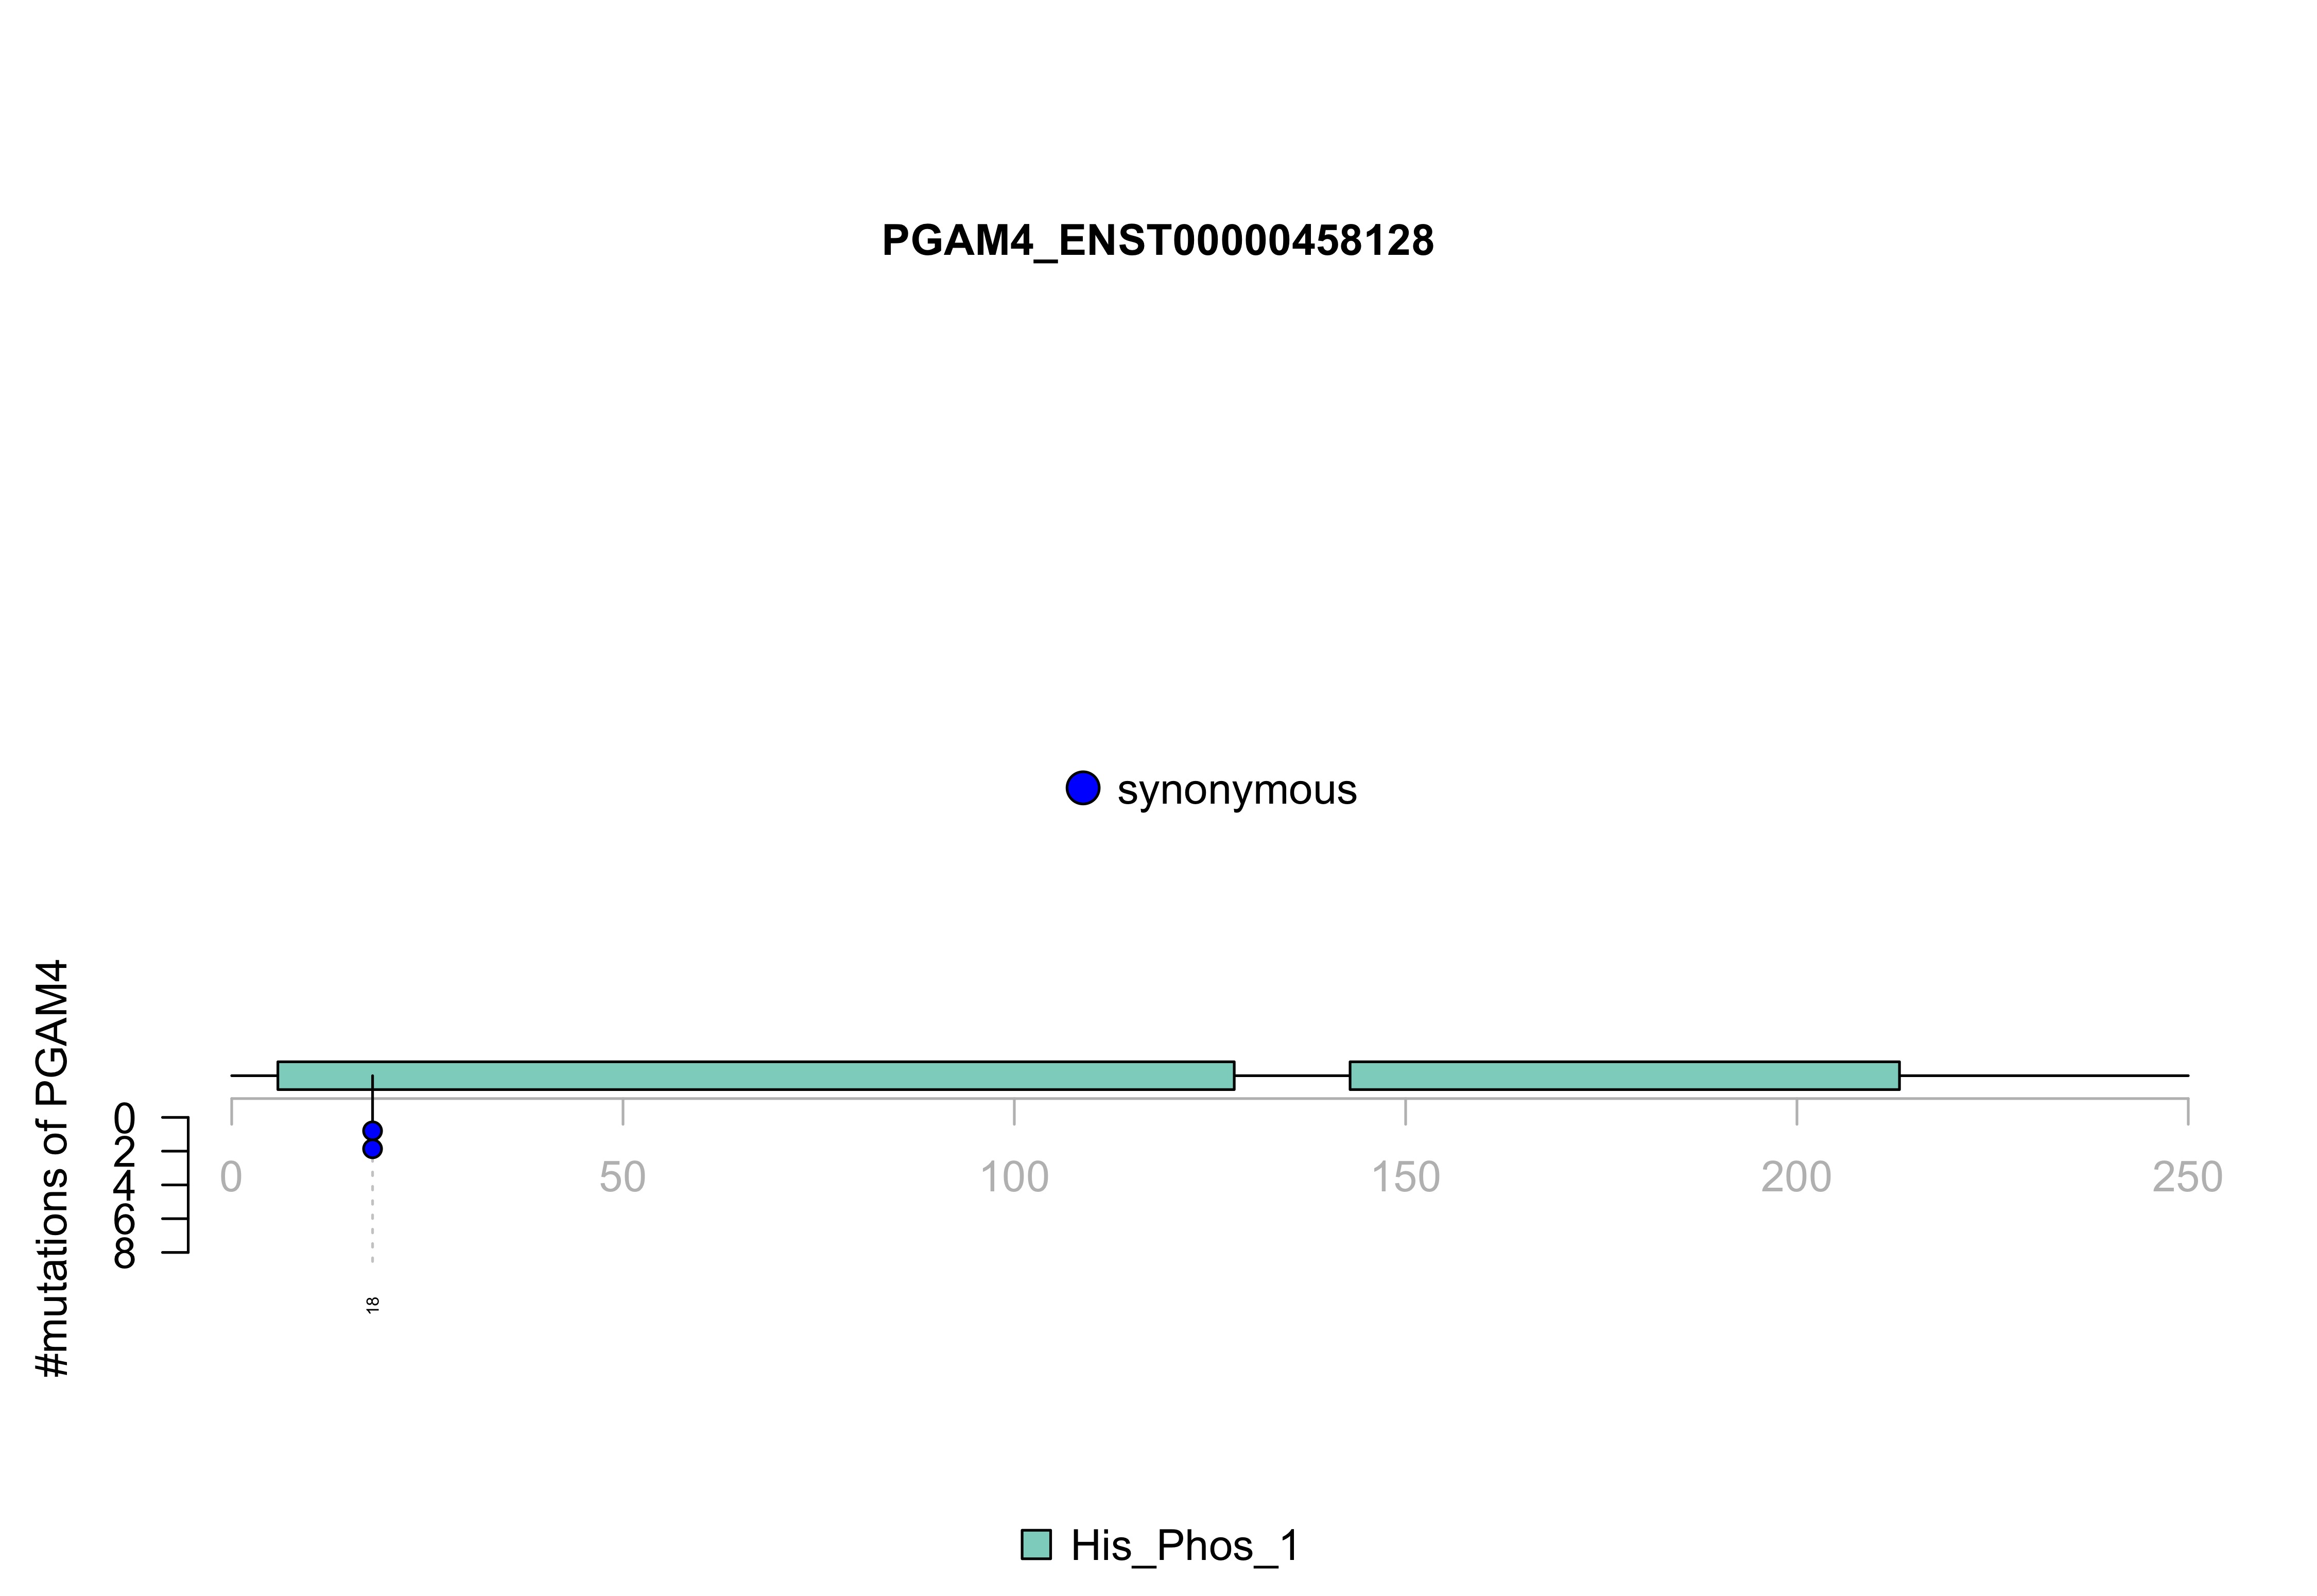 PGAM4_ENST00000458128
synonymous
#mutations of PGAM4
0
2
4
6
8
0 50 100 150 200 250
18
His_Phos_1